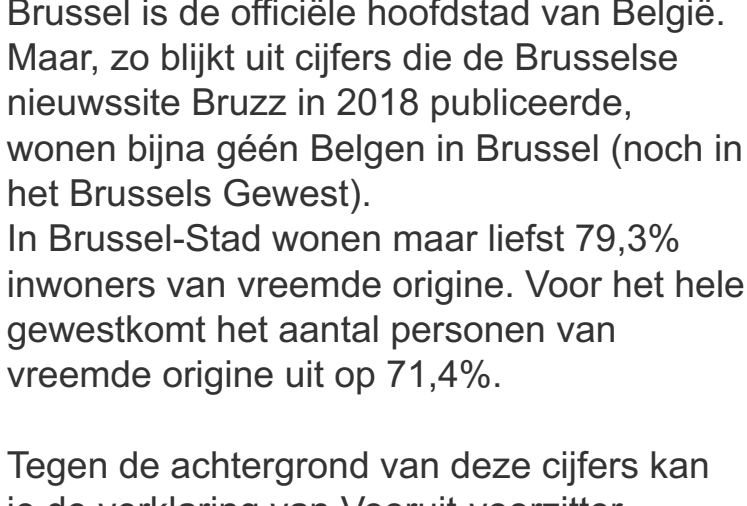 Brussel is de officiële hoofdstad van België.
Maar, zo blijkt uit cijfers die de Brusselse
nieuwssite Bruzz in 2018 publiceerde,
wonen bijna géén Belgen in Brussel (noch in
het Brussels Gewest).
In Brussel-Stad wonen maar liefst 79,3%
inwoners van vreemde origine. Voor het hele
gewestkomt het aantal personen van
vreemde origine uit op 71,4%.
Tegen de achtergrond van deze cijfers kan
je de verklaring van Vooruit-voorzitter